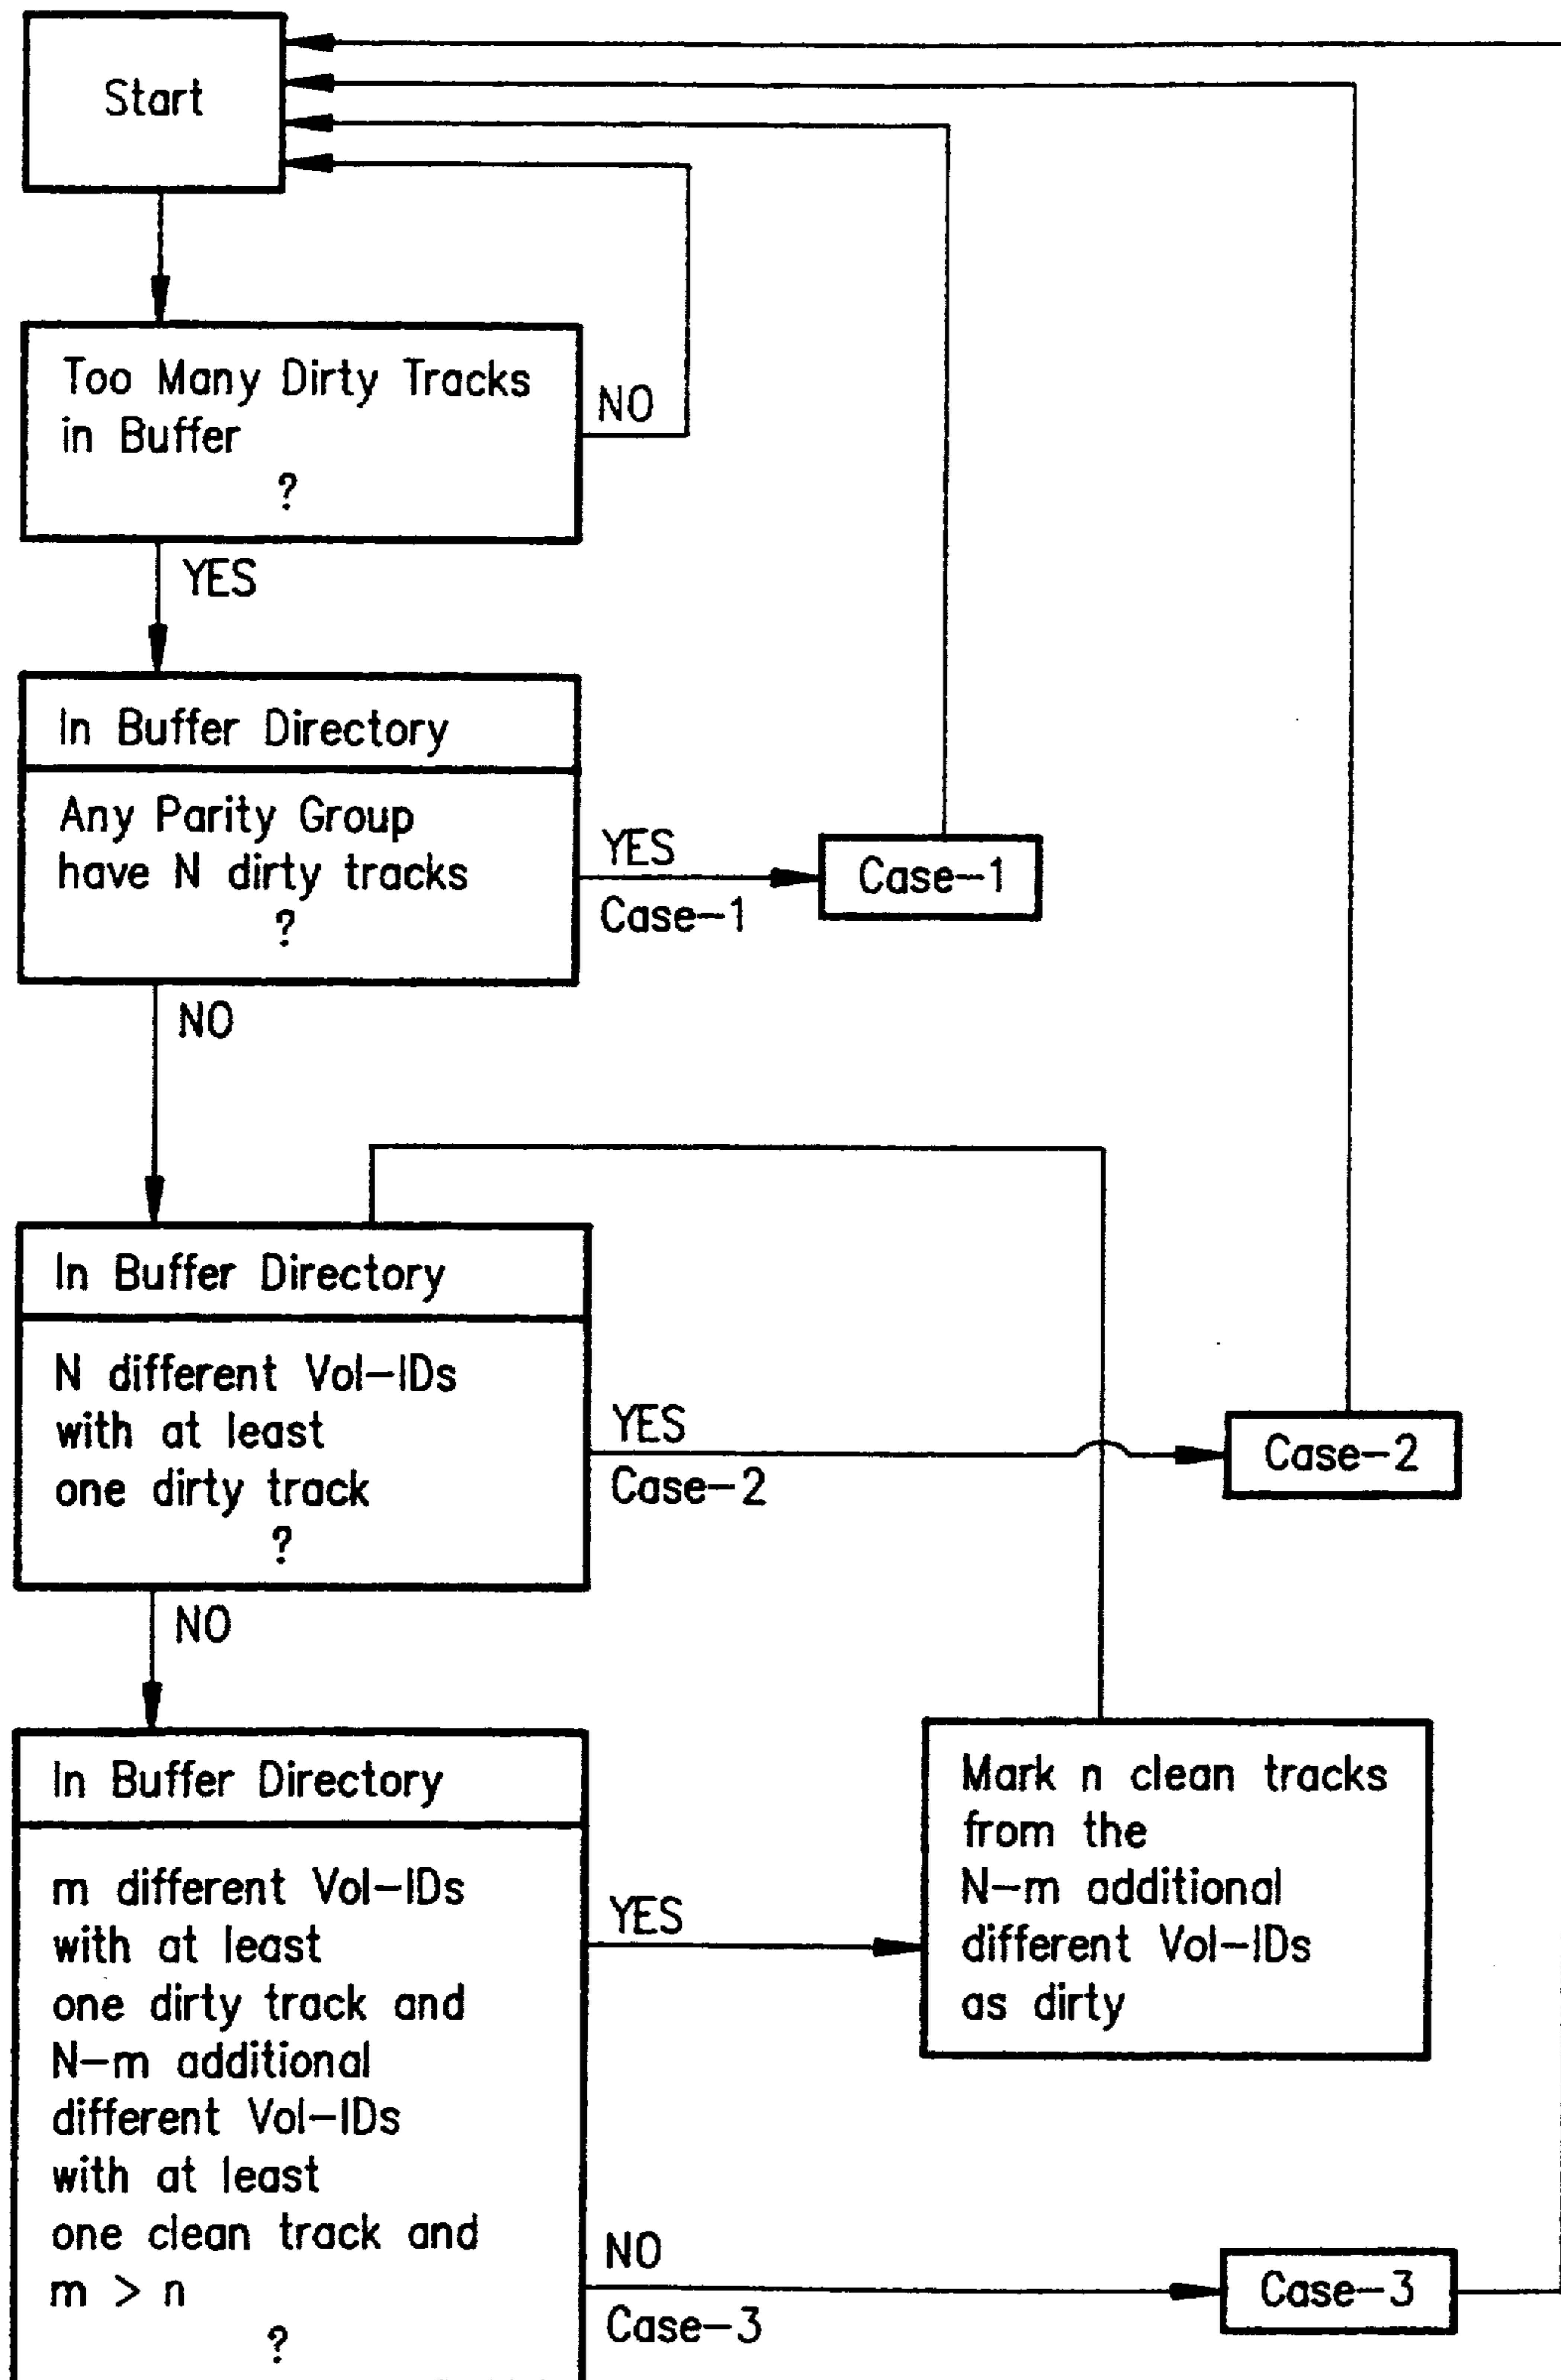 Start
Too Many Dirty Tracks
in Buffer
?
NO
YES
In Buffer Directory
Any Parity Group
have N dirty tracks
?
YES
Case-1
Case-1
NO
In Buffer Directory
N different Vol-IDs
with at least
one dirty track
?
YES
Case-2
Case-2
NO
In Buffer Directory
m different Vol-IDs
with at least
one dirty track and
N-m additional
different Vol-IDs
with at least
one clean track and
m > n
?
YES
Mark n clean tracks
from the
N-m additional
different Vol-IDs
as dirty
NO
Case-3
Case-3